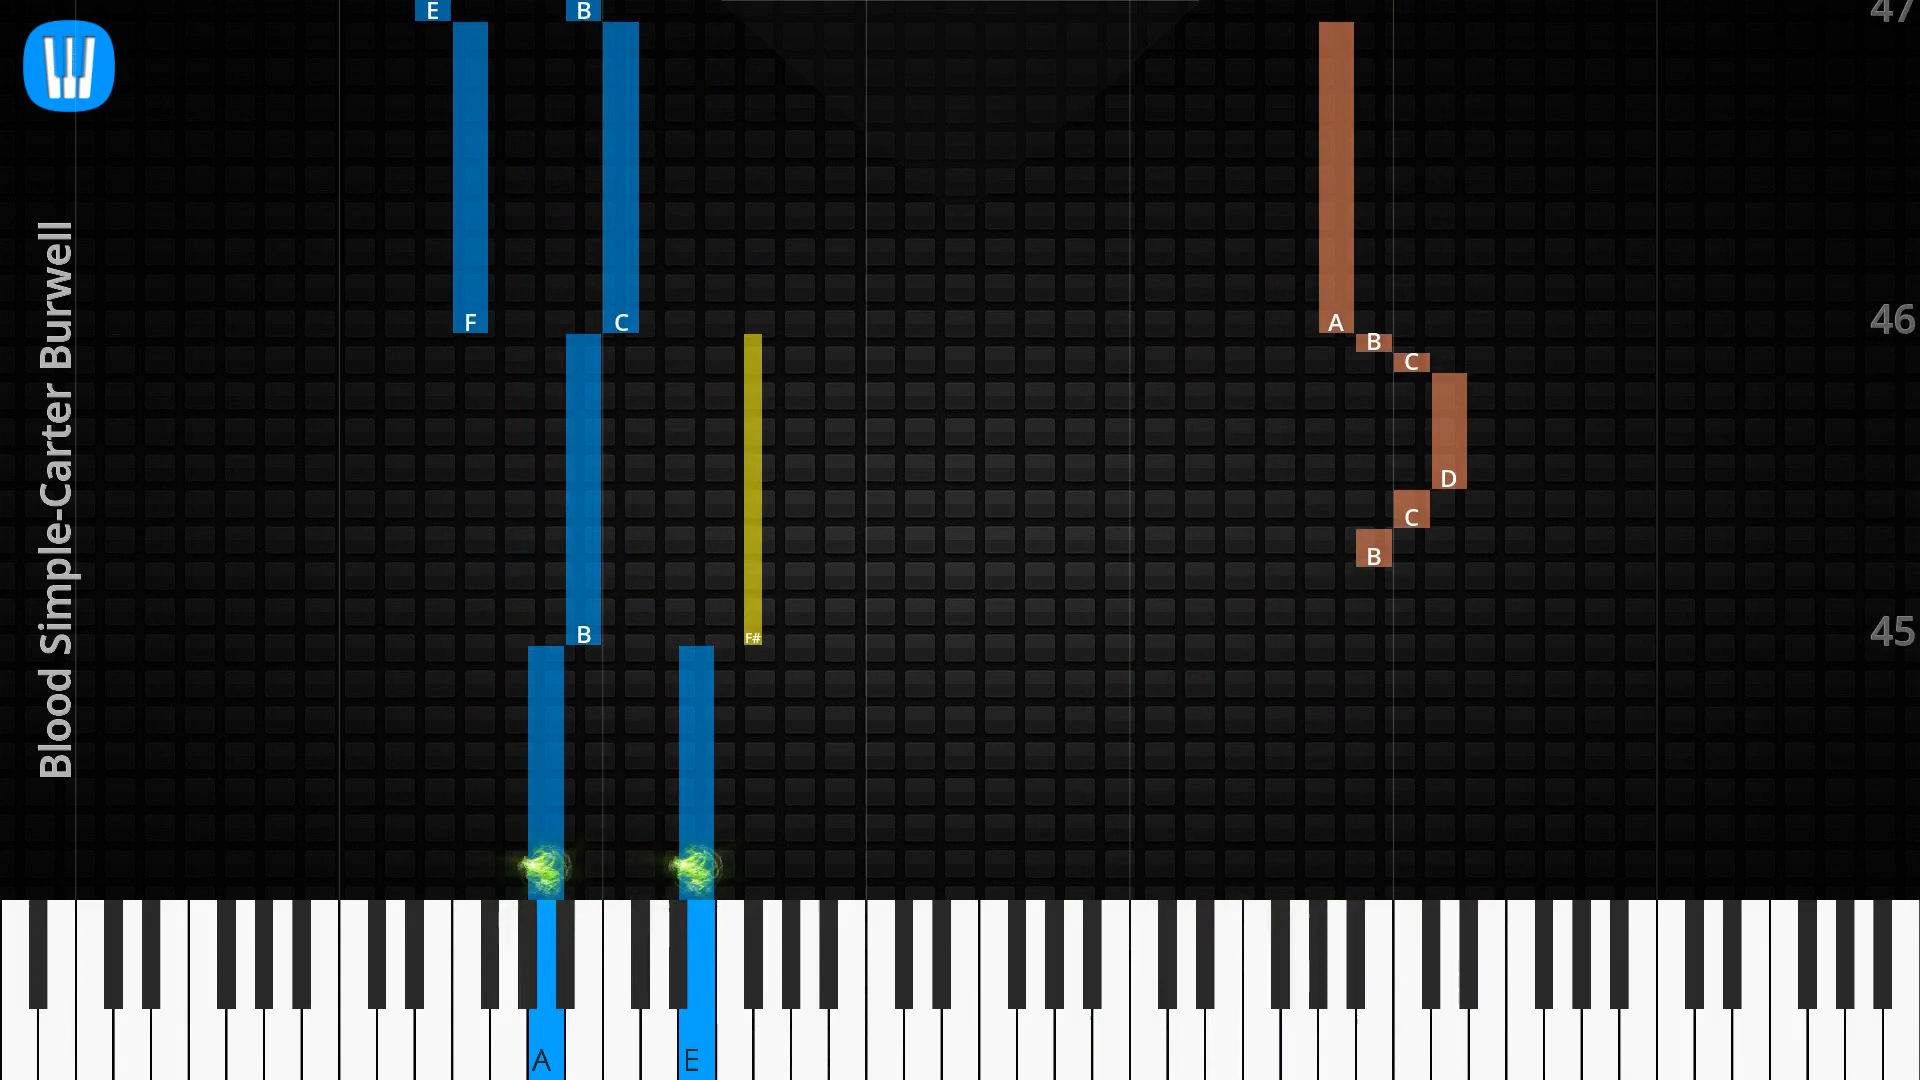 E B
47
F C A
46
B
C
D
C
B
B F#
45
Blood Simple-Carter Burwell
A E